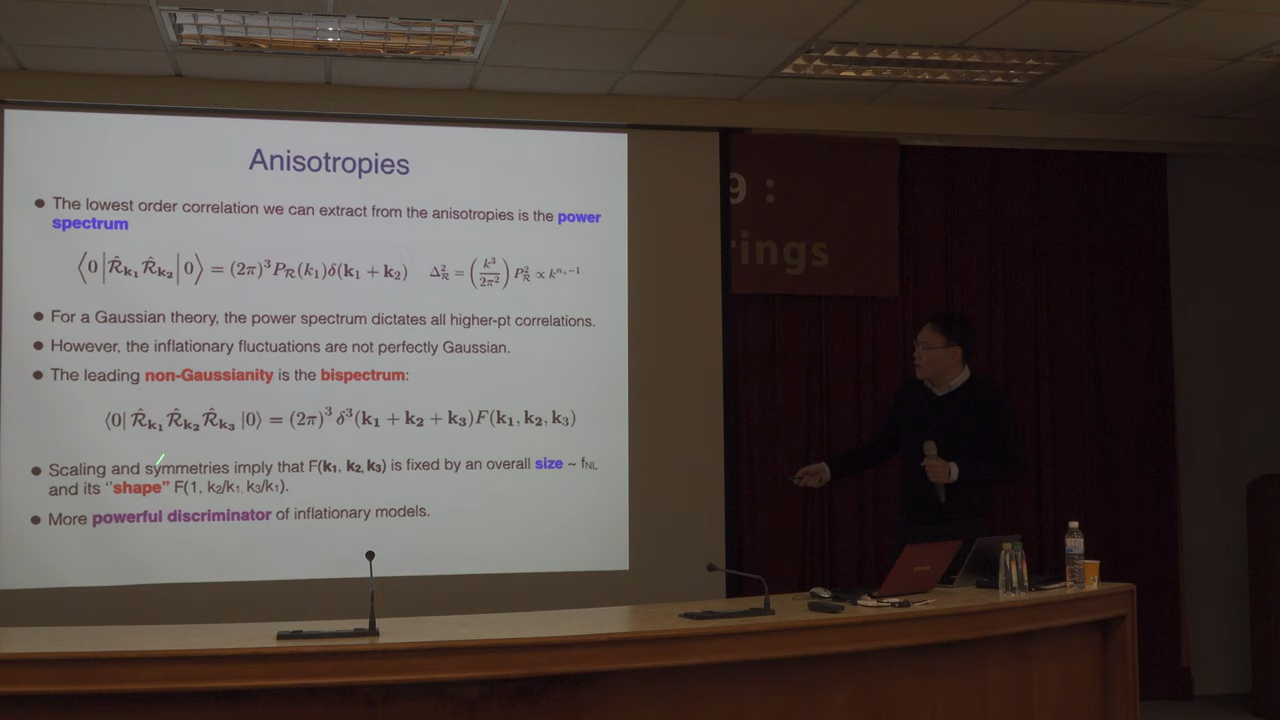 Anisotropies
The lowest order correlation we can extract from the anisotropies is the power
spectrum
⟨0|R̂k₁R̂k₂|0⟩ = (2π)³P_R(k₁)δ(k₁ + k₂) Δ²_R = (k³/2π²) P²_R ∝ k^{n_s−1}
For a Gaussian theory, the power spectrum dictates all higher-pt correlations.
However, the inflationary fluctuations are not perfectly Gaussian.
The leading non-Gaussianity is the bispectrum:
⟨0| R̂k₁R̂k₂R̂k₃ |0⟩ = (2π)³ δ³(k₁ + k₂ + k₃)F(k₁, k₂, k₃)
Scaling and symmetries imply that F(k₁, k₂, k₃) is fixed by an overall size ~ f_NL
and its "shape" F(1, k₂/k₁, k₃/k₁).
More powerful discriminator of inflationary models.
9 :
rings